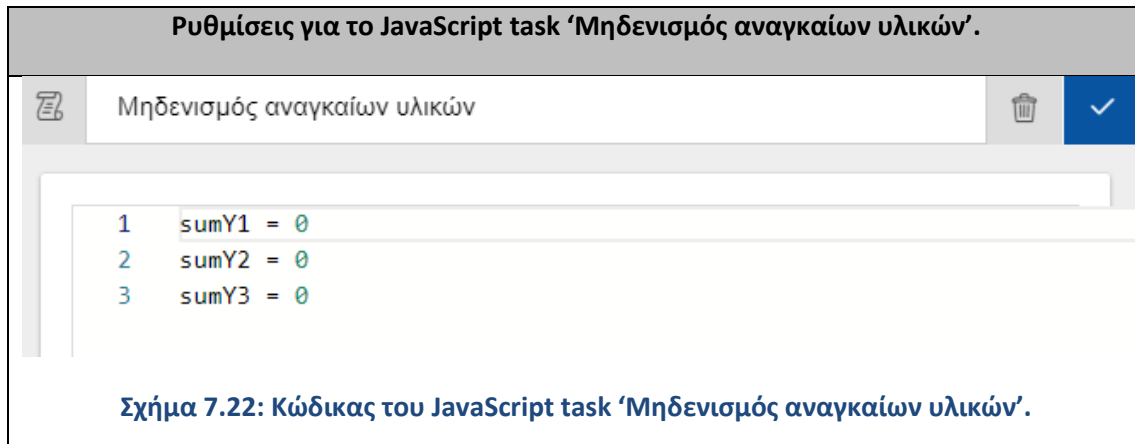 Ρυθμίσεις για το JavaScript task ‘Μηδενισμός αναγκαίων υλικών’.
Μηδενισμός αναγκαίων υλικών
1 sumY1 = 0
2 sumY2 = 0
3 sumY3 = 0
Σχήμα 7.22: Κώδικας του JavaScript task ‘Μηδενισμός αναγκαίων υλικών’.